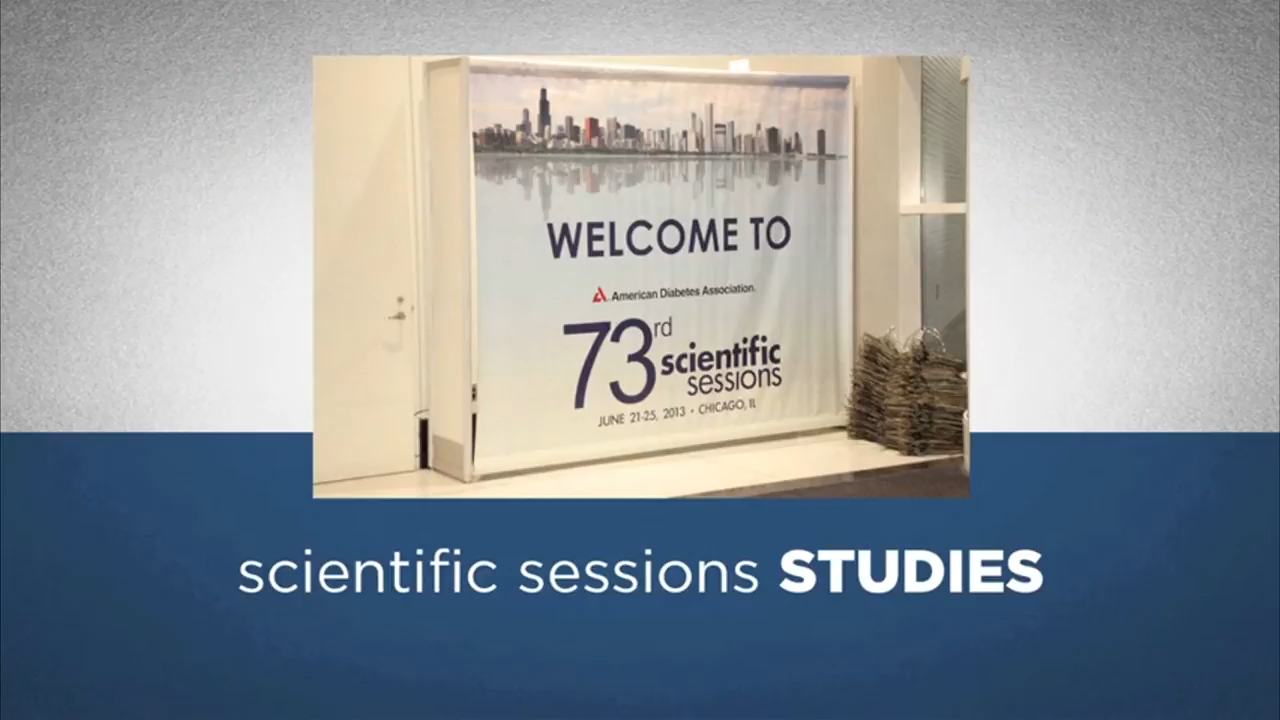 WELCOME TO
American Diabetes Association.
73rd scientific
sessions
JUNE 21-25, 2013 • CHICAGO, IL
scientific sessions STUDIES